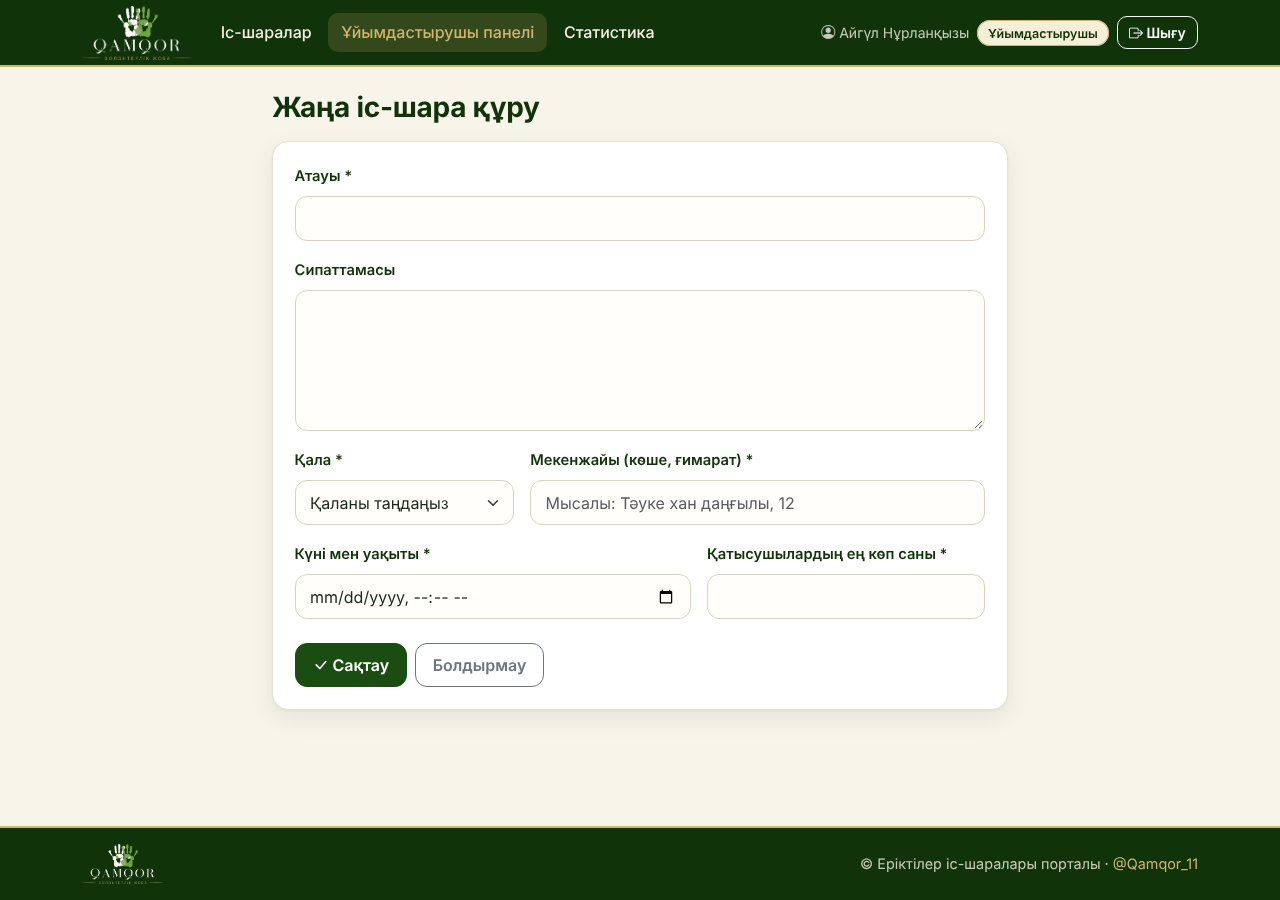 QAMQOR
Іс-шаралар
Ұйымдастырушы панелі
Статистика
Айгүл Нұрланқызы
Ұйымдастырушы
Шығу
Жаңа іс-шара құру
Атауы *
Сипаттамасы
Қала *
Мекенжайы (көше, ғимарат) *
Қаланы таңдаңыз
Мысалы: Тәуке хан даңғылы, 12
Күні мен уақыты *
Қатысушылардың ең көп саны *
mm/dd/yyyy, --:-- --
Сақтау
Болдырмау
QAMQOR
© Еріктілер іс-шаралары порталы · @Qamqor_11